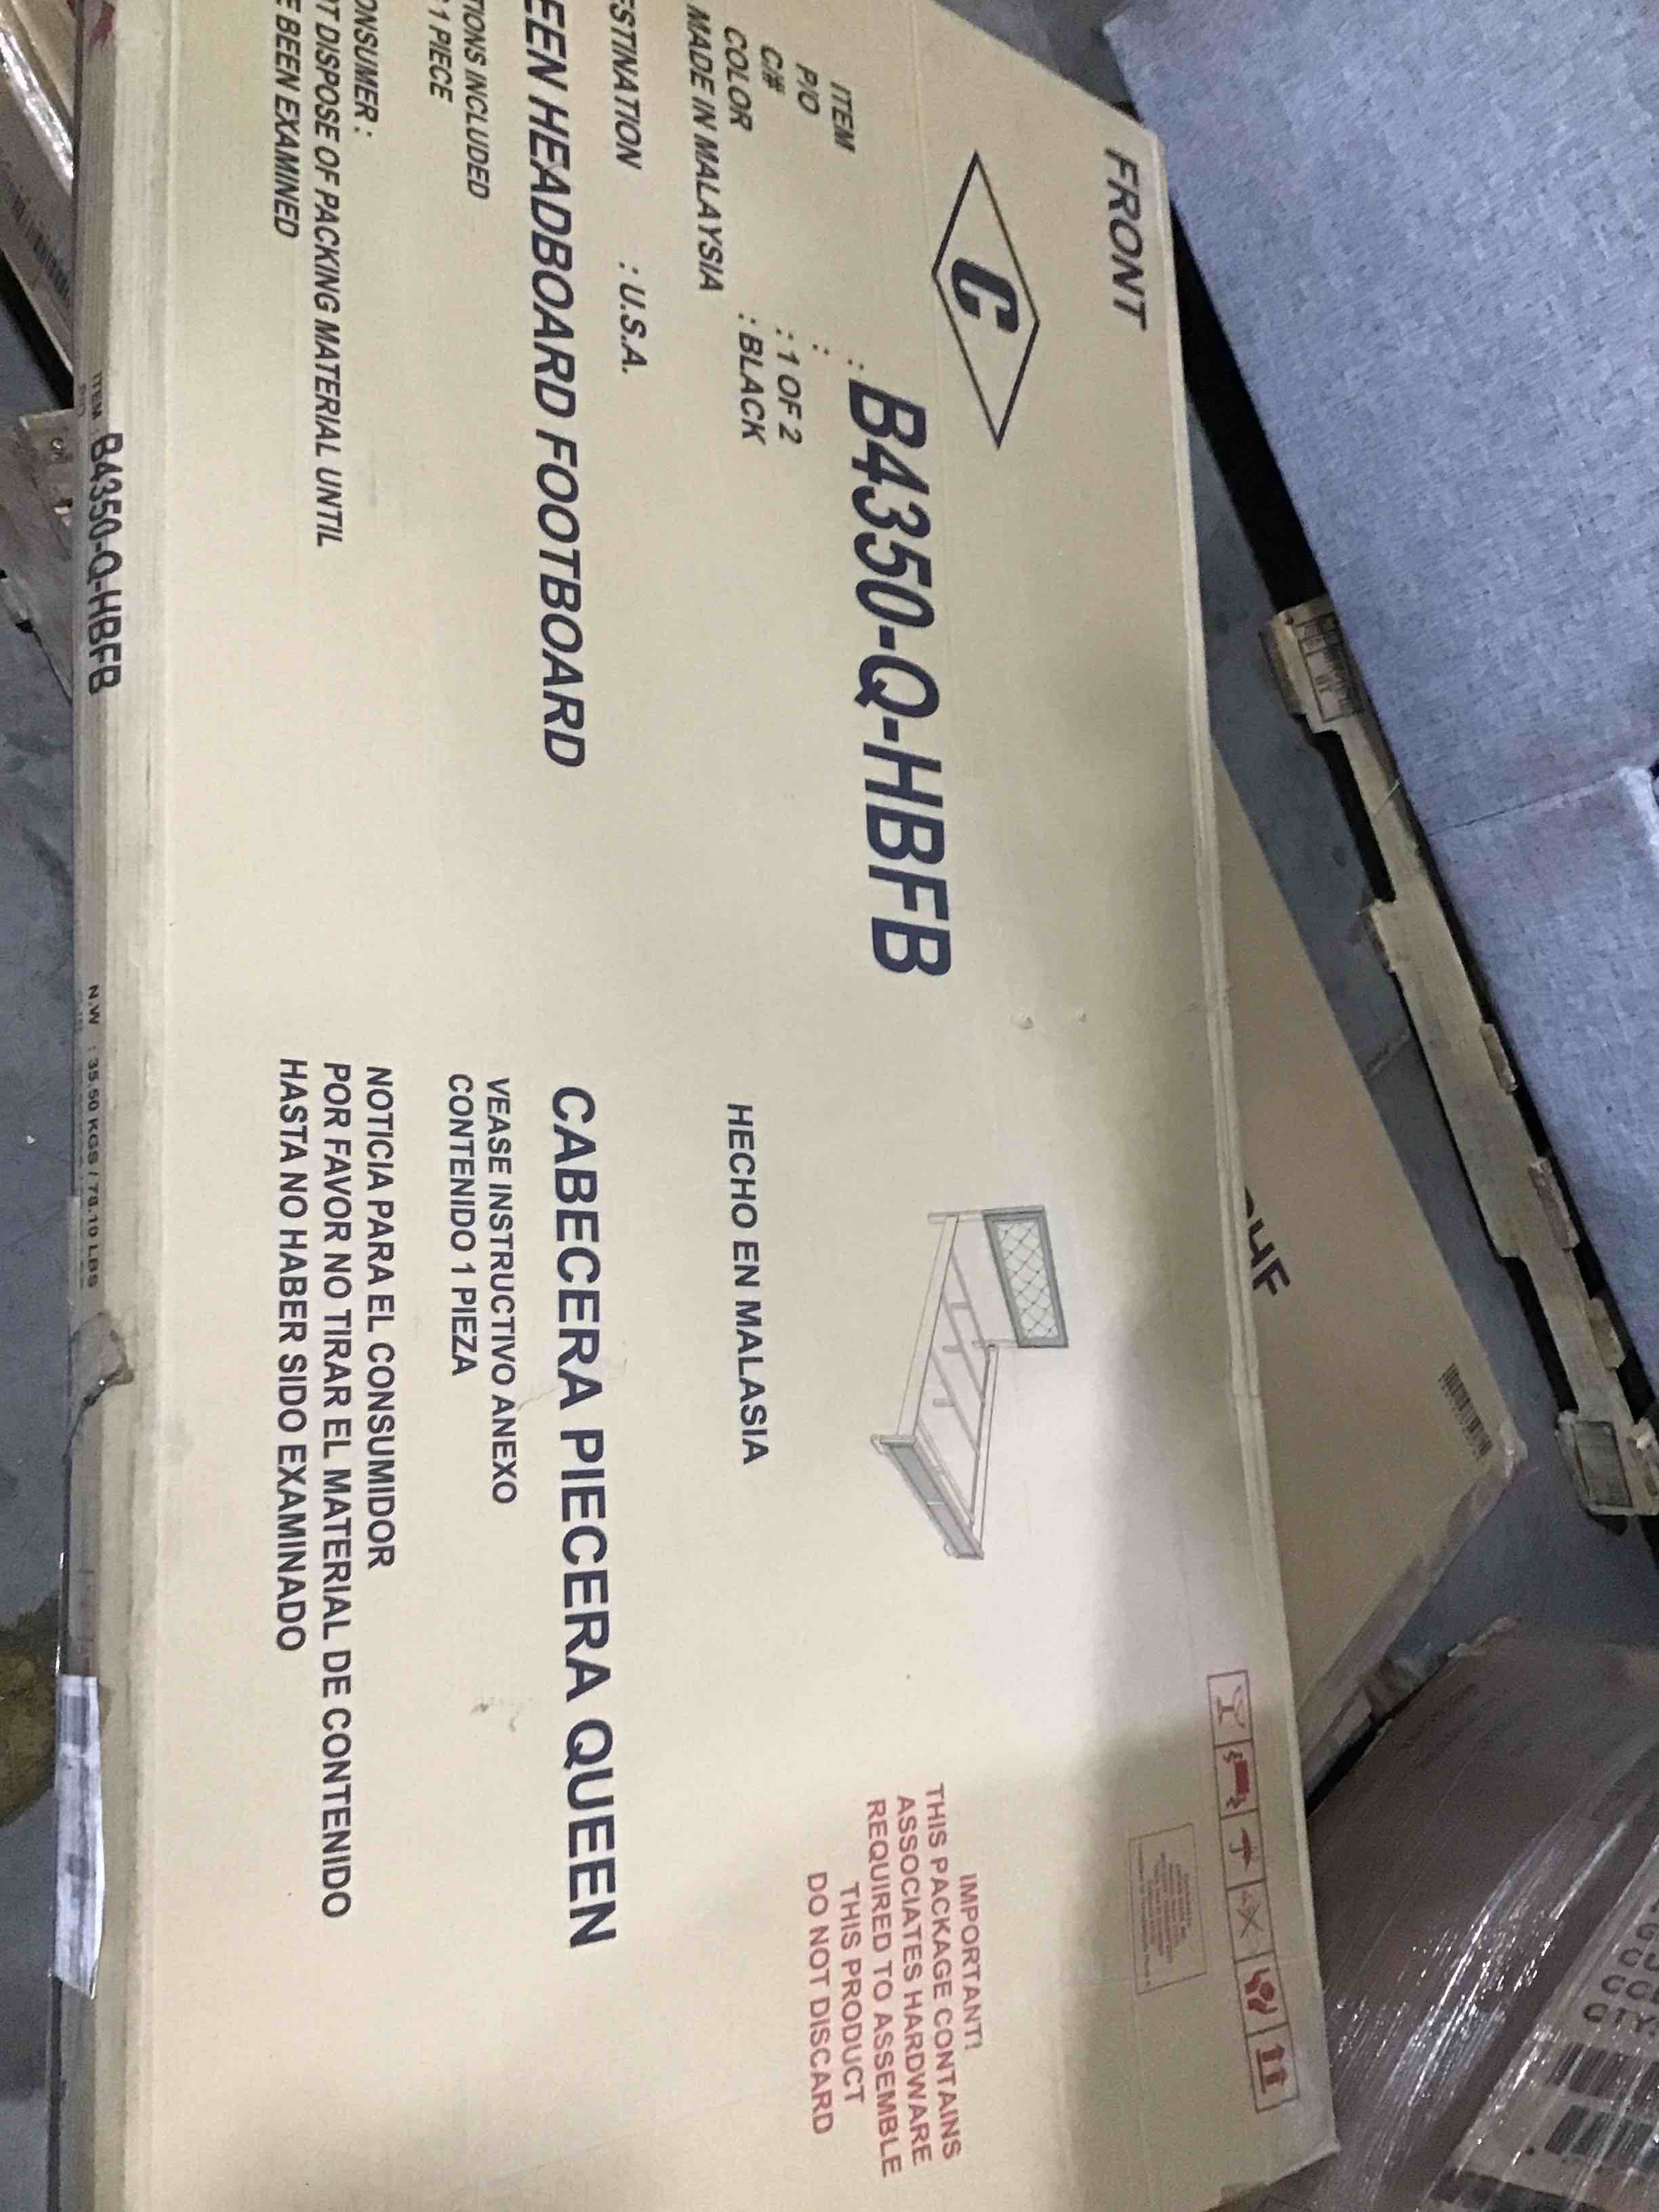 FRONT
C
ITEM : B4350-Q-HBFB
P/O :
C/# : 1 OF 2
COLOR : BLACK
MADE IN MALAYSIA
HECHO EN MALASIA
ESTINATION : U.S.A.
EEN HEADBOARD FOOTBOARD
CABECERA PIECERA QUEEN
TIONS INCLUDED
1 PIECE
VEASE INSTRUCTIVO ANEXO
CONTENIDO 1 PIEZA
ONSUMER :
T DISPOSE OF PACKING MATERIAL UNTIL
E BEEN EXAMINED
NOTICIA PARA EL CONSUMIDOR
POR FAVOR NO TIRAR EL MATERIAL DE CONTENIDO
HASTA NO HABER SIDO EXAMINADO
IMPORTANT!
THIS PACKAGE CONTAINS
ASSOCIATES HARDWARE
REQUIRED TO ASSEMBLE
THIS PRODUCT
DO NOT DISCARD
ITEM B4350-Q-HBFB
N.W : 35.50 KGS / 78.10 LBS
QTY